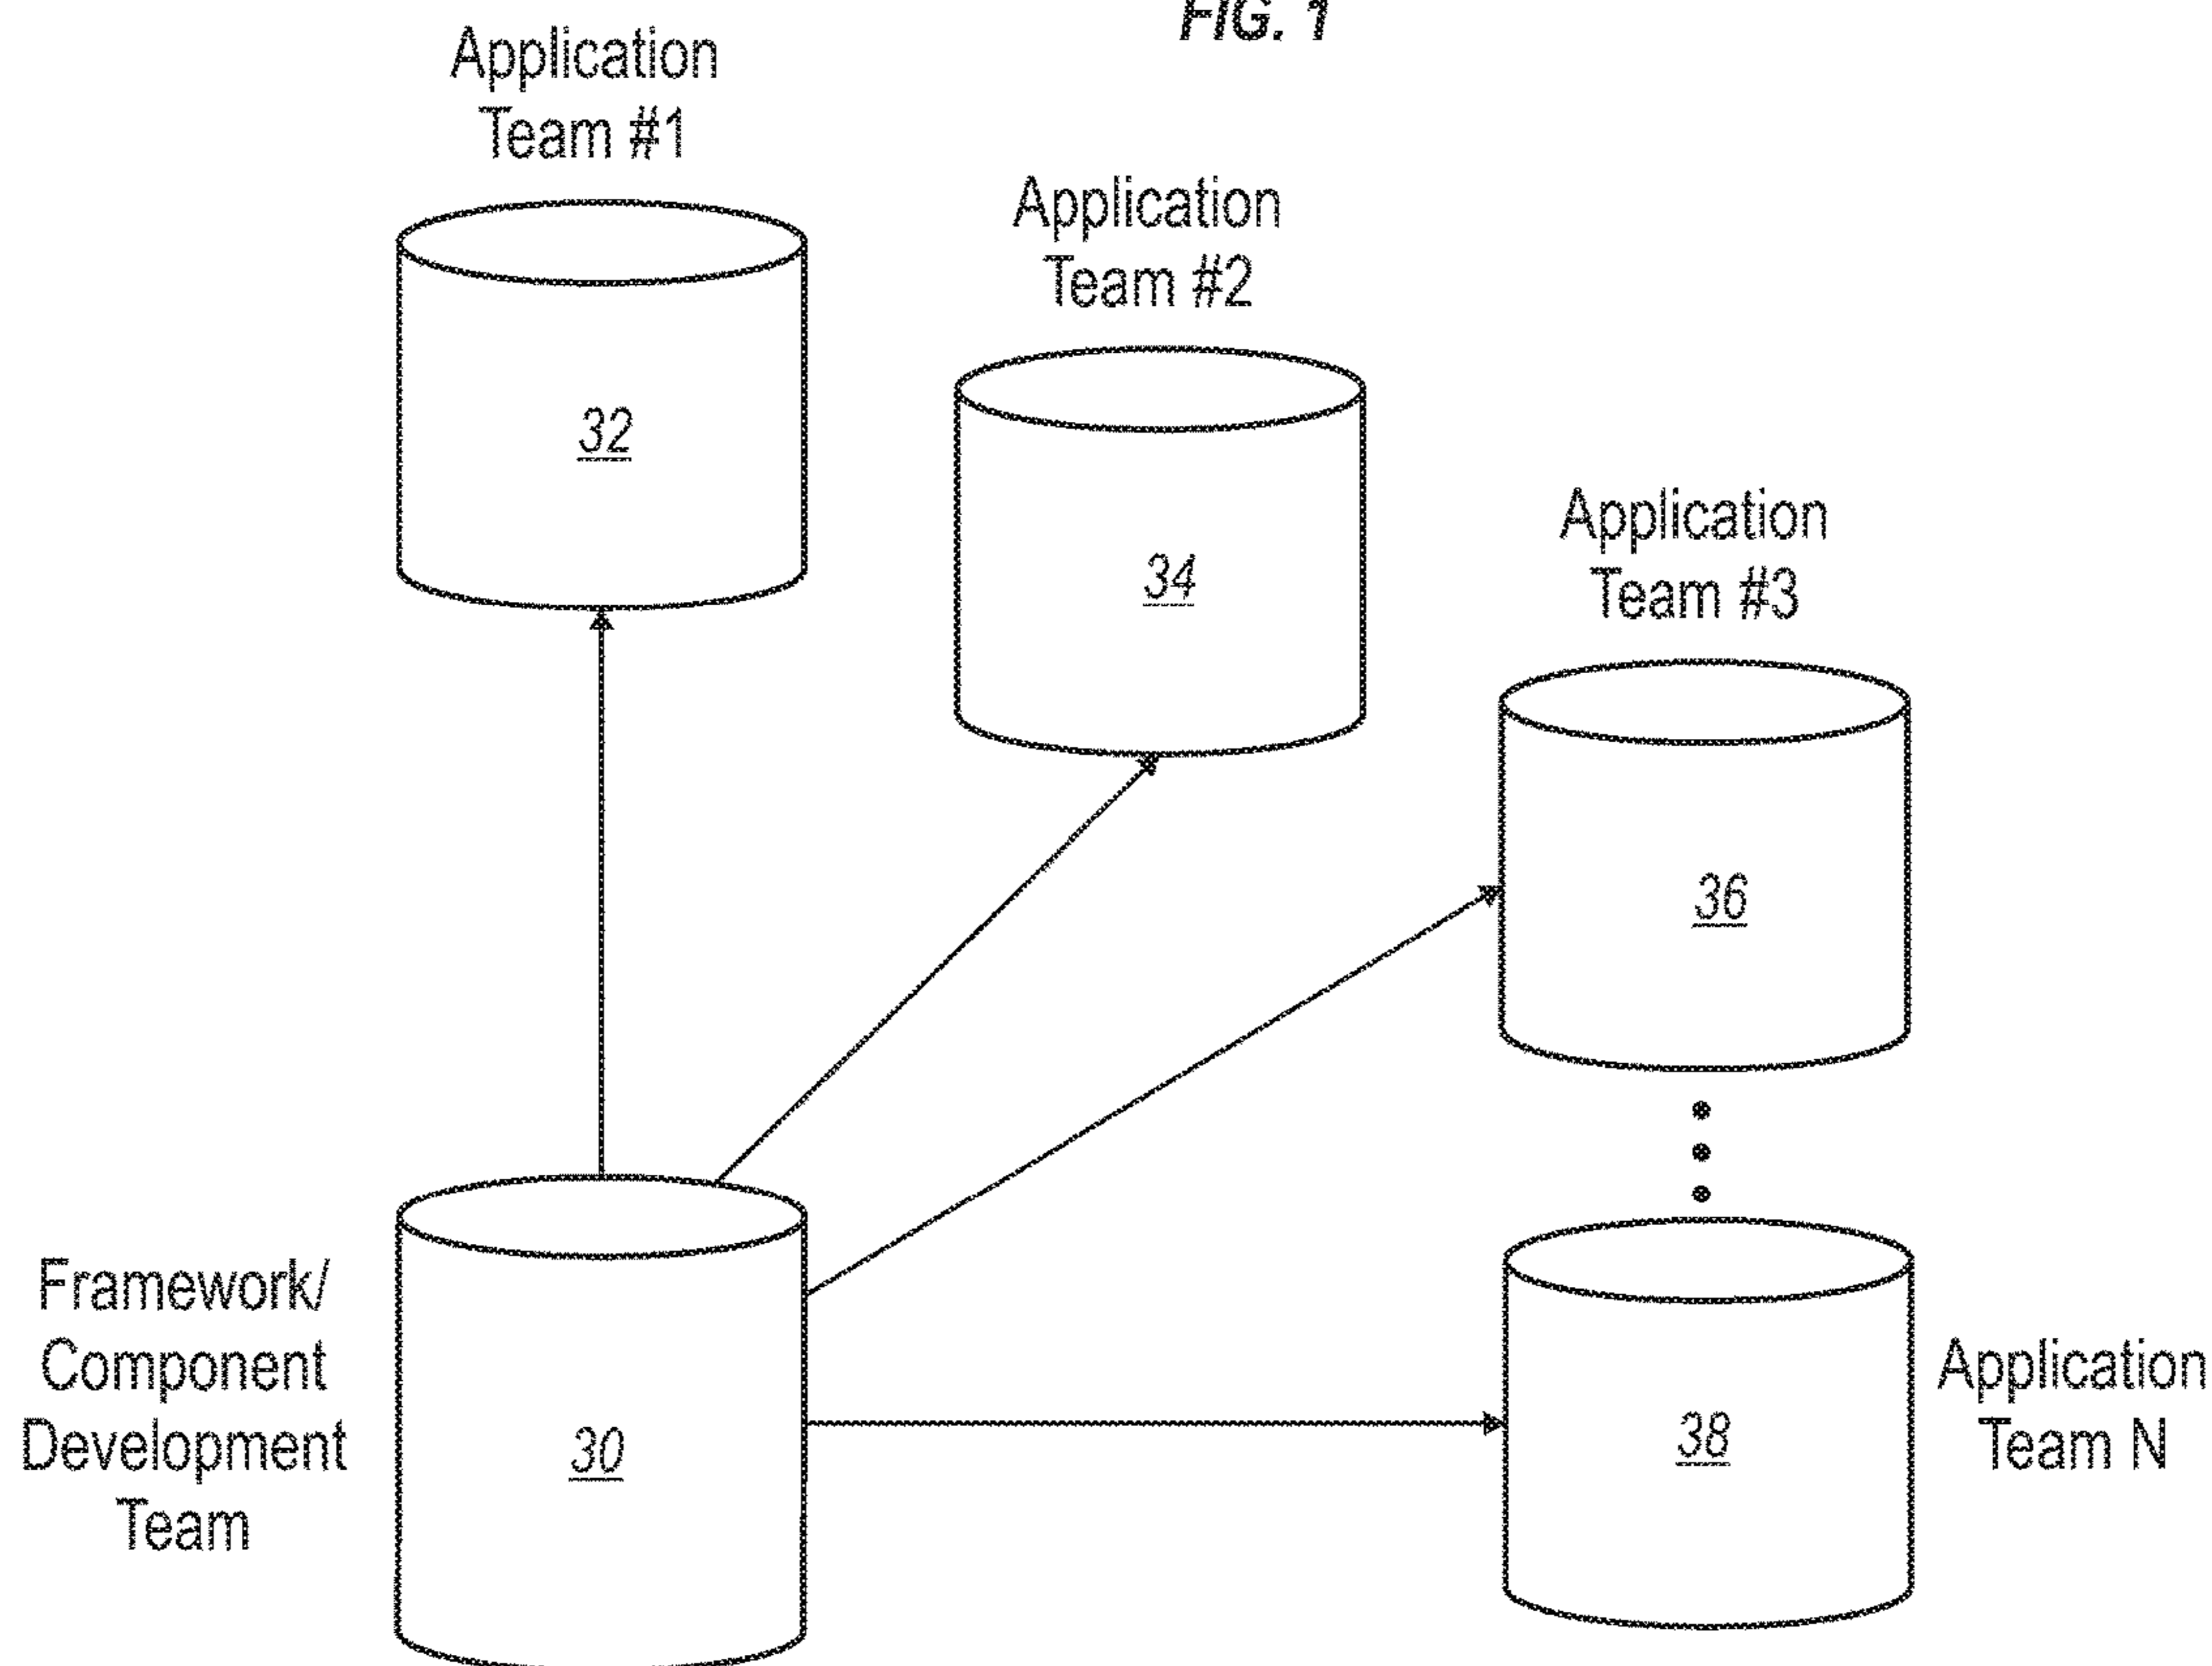 FIG. 1
Application
Team #1
Application
Team #2
32
34
Application
Team #3
36
Framework/
Component
Development
Team
30
38
Application
Team N